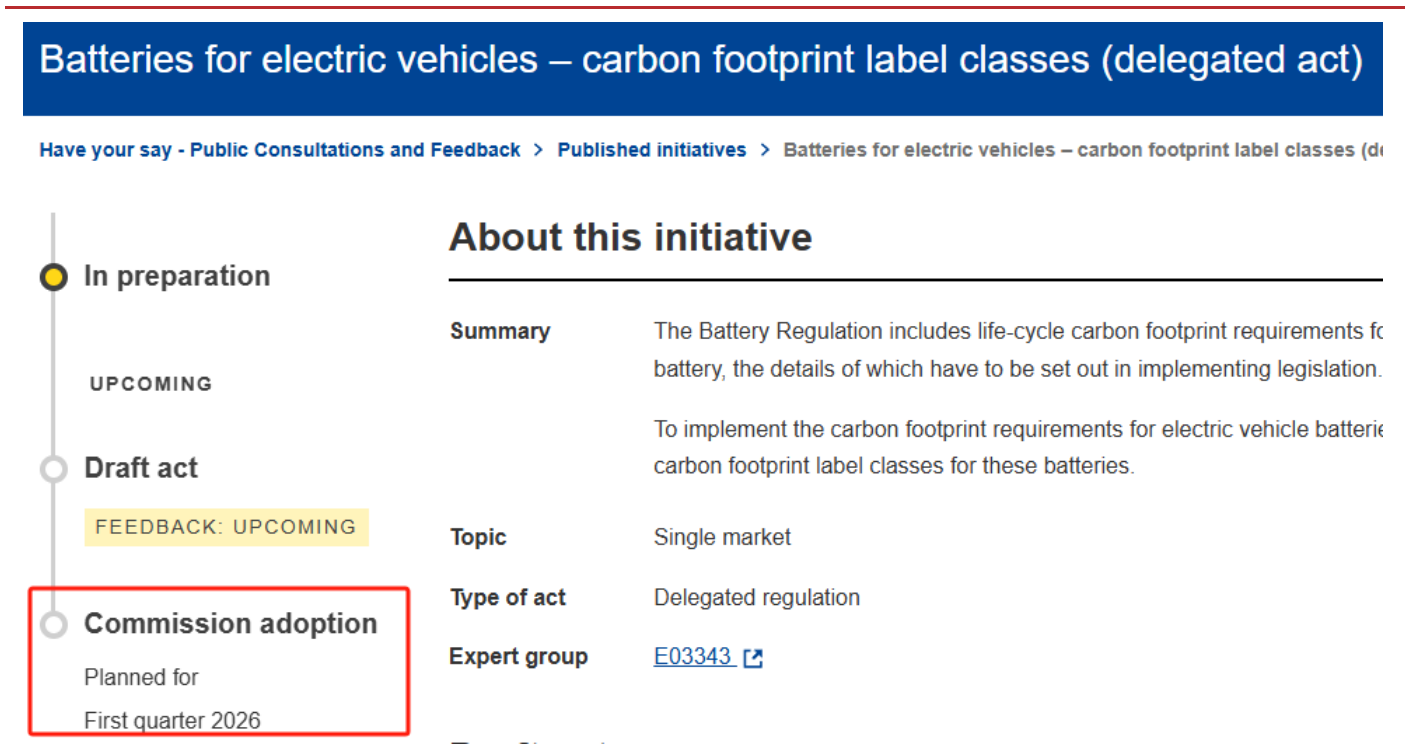 Batteries for electric vehicles – carbon footprint label classes (delegated act)
Have your say - Public Consultations and Feedback > Published initiatives > Batteries for electric vehicles – carbon footprint label classes
About this initiative
In preparation
UPCOMING
Draft act
FEEDBACK: UPCOMING
Commission adoption
Planned for
First quarter 2026
Summary
The Battery Regulation includes life-cycle carbon footprint requirements
battery, the details of which have to be set out in implementing legislation.
To implement the carbon footprint requirements for electric vehicle
carbon footprint label classes for these batteries.
Topic
Single market
Type of act
Delegated regulation
Expert group
E03343